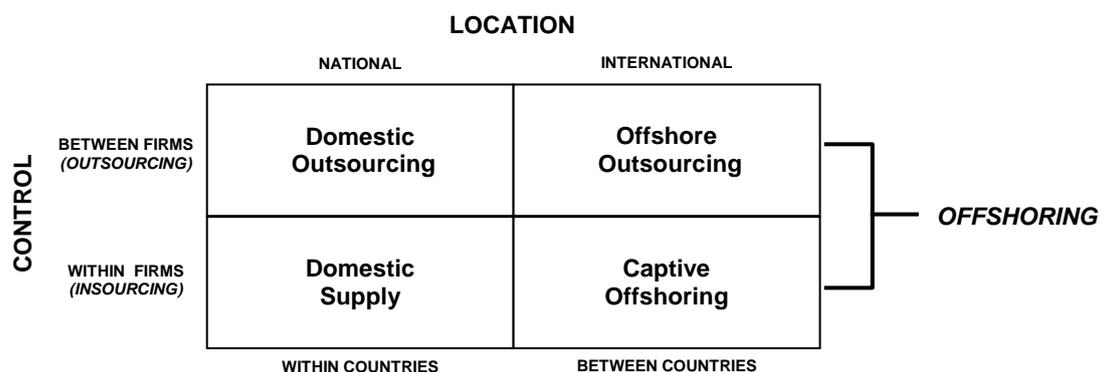 LOCATION
NATIONAL
INTERNATIONAL
BETWEEN FIRMS
(OUTSOURCING)
Domestic
Outsourcing
Offshore
Outsourcing
CONTROL
OFFSHORING
WITHIN FIRMS
(INSOURCING)
Domestic
Supply
Captive
Offshoring
WITHIN COUNTRIES
BETWEEN COUNTRIES